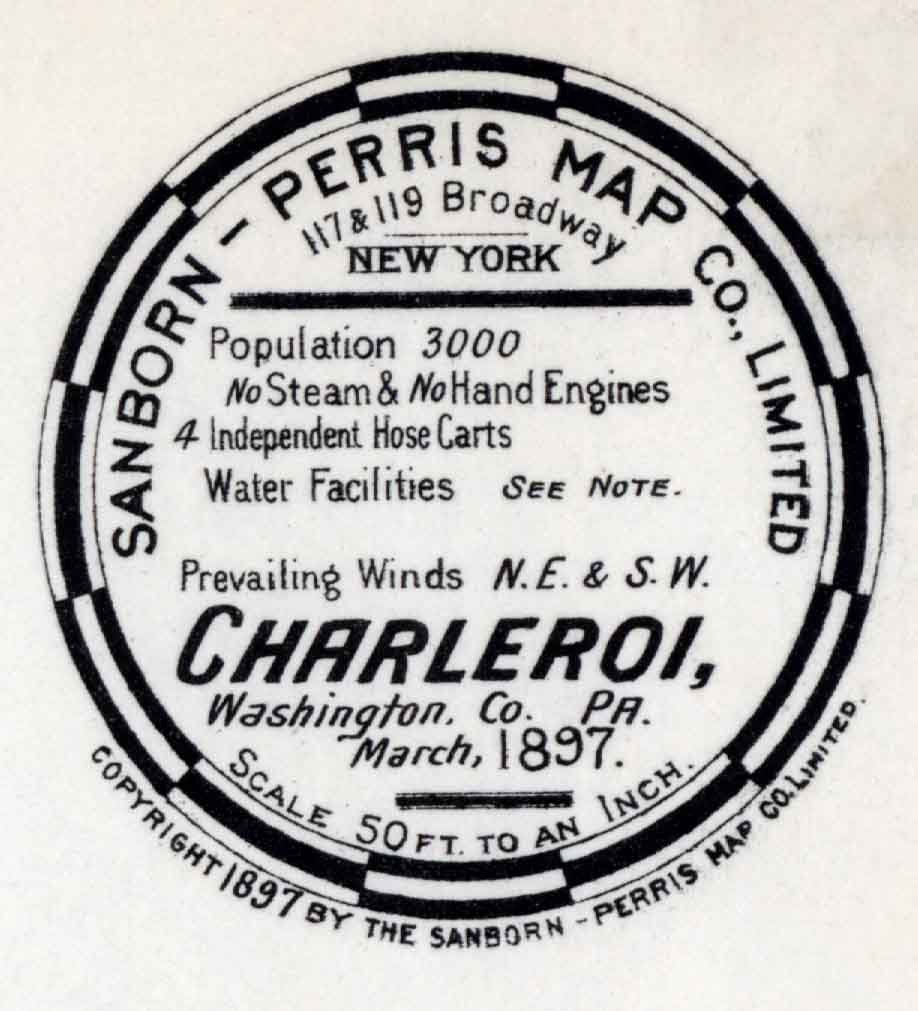 SANBORN - PERRIS MAP CO., LIMITED
117 & 119 Broadway
NEW YORK
Population 3000
No Steam & No Hand Engines
4 Independent Hose Carts
Water Facilities SEE NOTE.
Prevailing Winds N.E. & S.W.
CHARLEROI,
Washington. Co. PA.
March, 1897.
SCALE 50 FT. TO AN INCH.
COPYRIGHT 1897 BY THE SANBORN - PERRIS MAP CO. LIMITED.